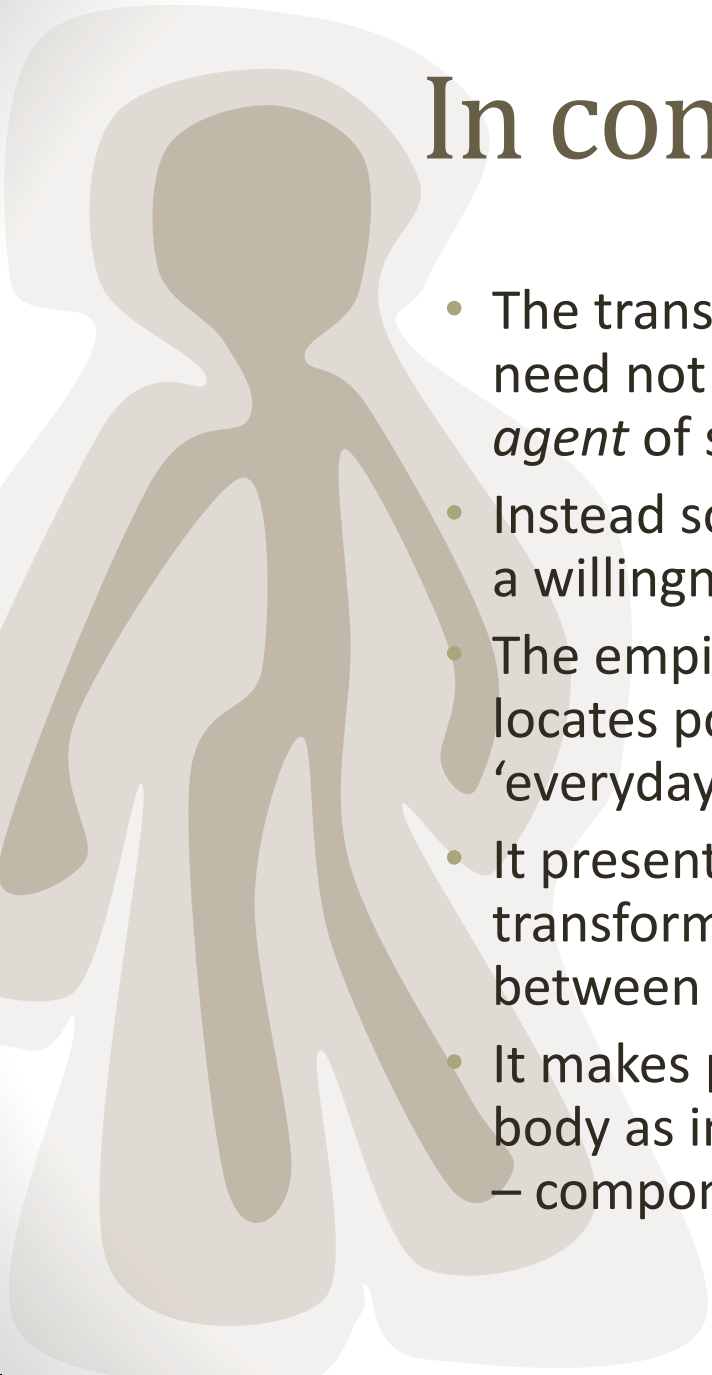 In con
• The trans
need not
agent of s
• Instead so
a willingn
• The empi
locates po
‘everyday
• It present
transform
between
• It makes p
body as in
– compor